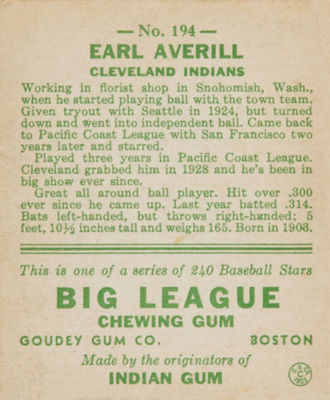 — No. 194 —
EARL AVERILL
CLEVELAND INDIANS
Working in florist shop in Snohomish, Wash.,
when he started playing ball with the town team.
Given tryout with Seattle in 1924, but turned
down and went into independent ball. Came back
to Pacific Coast League with San Francisco two
years later and starred.
Played three years in Pacific Coast League.
Cleveland grabbed him in 1928 and he's been in
big show ever since.
Great all around ball player. Hit over .300
ever since he came up. Last year batted .314.
Bats left-handed, but throws right-handed; 5
feet, 10½ inches tall and weighs 165. Born in 1903.
This is one of a series of 240 Baseball Stars
BIG LEAGUE
CHEWING GUM
GOUDEY GUM CO. BOSTON
Made by the originators of
INDIAN GUM